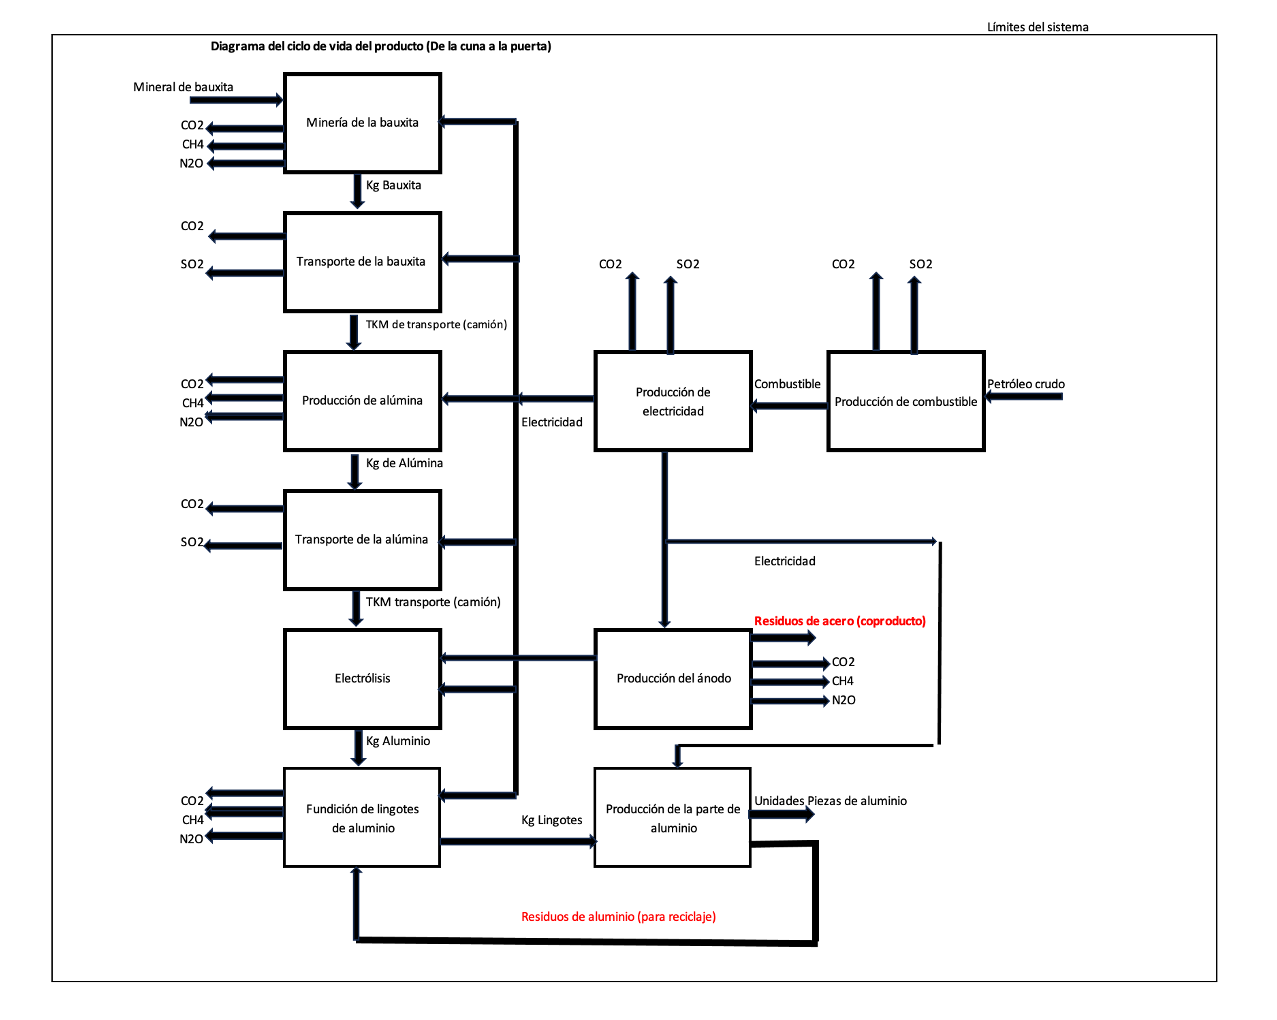 Límites del sistema
Diagrama del ciclo de vida del producto (De la cuna a la puerta)
Mineral de bauxita
CO2
CH4
N2O
Minería de la bauxita
Kg Bauxita
CO2
SO2
Transporte de la bauxita
TKM de transporte (camión)
CO2
SO2
CO2
SO2
CO2
CH4
N2O
Producción de alúmina
Electricidad
Producción de
electricidad
Combustible
Producción de combustible
Petróleo crudo
Kg de Alúmina
CO2
SO2
Transporte de la alúmina
TKM transporte (camión)
Electricidad
Electrólisis
Producción del ánodo
Residuos de acero (coproducto)
CO2
CH4
N2O
Kg Aluminio
CO2
CH4
N2O
Fundición de lingotes
de aluminio
Kg Lingotes
Producción de la parte de
aluminio
Unidades Piezas de aluminio
Residuos de aluminio (para reciclaje)